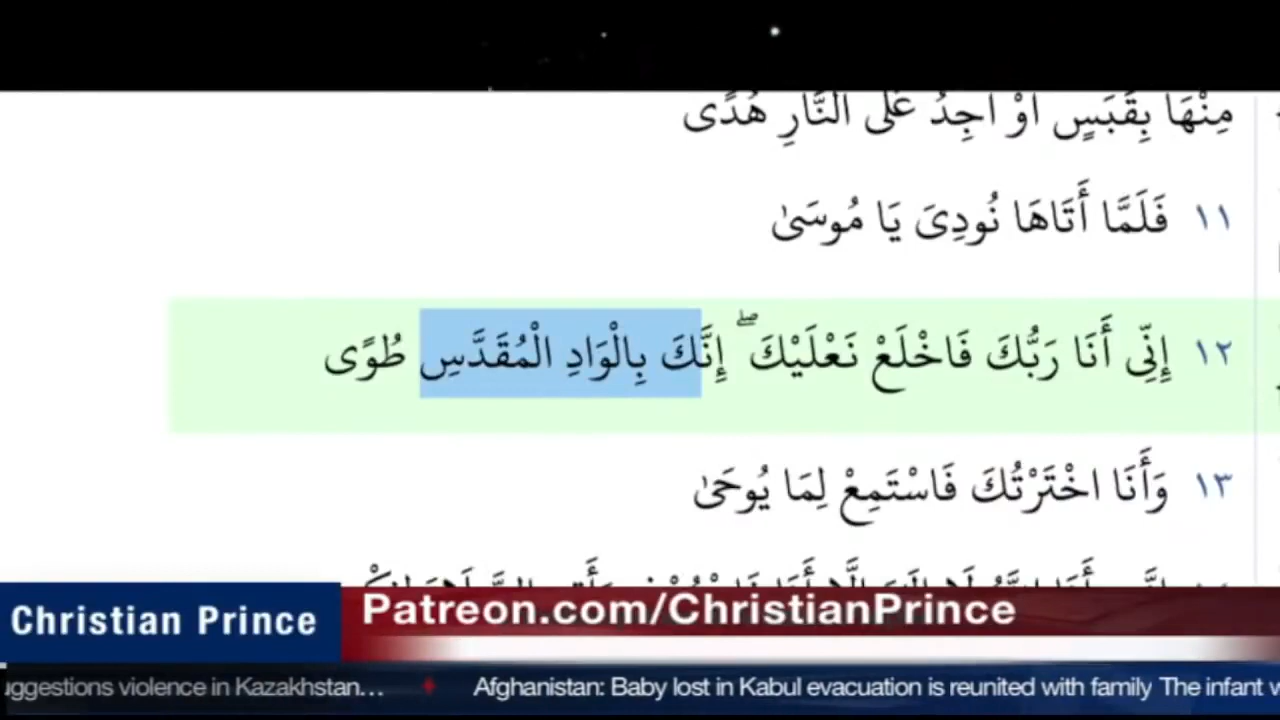 مِنْهَا بِقَبَسٍ أَوْ أَجِدُ عَلَى النَّارِ هُدًى
١١ فَلَمَّا أَتَاهَا نُودِىَ يَا مُوسَىٰ
١٢ إِنِّى أَنَا رَبُّكَ فَاخْلَعْ نَعْلَيْكَ ۖ إِنَّكَ بِالْوَادِ الْمُقَدَّسِ طُوًى
١٣ وَأَنَا اخْتَرْتُكَ فَاسْتَمِعْ لِمَا يُوحَىٰ
Christian Prince
Patreon.com/ChristianPrince
uggestions violence in Kazakhstan... ♦ Afghanistan: Baby lost in Kabul evacuation is reunited with family The infant w